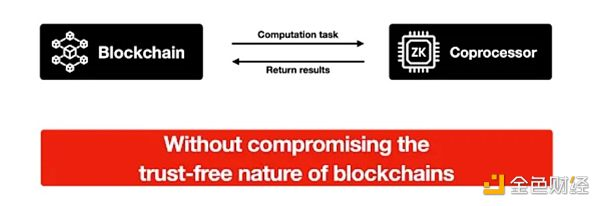 Blockchain
Computation task
Return results
ZK
Coprocessor
Without compromising the
trust-free nature of blockchains
金色财经